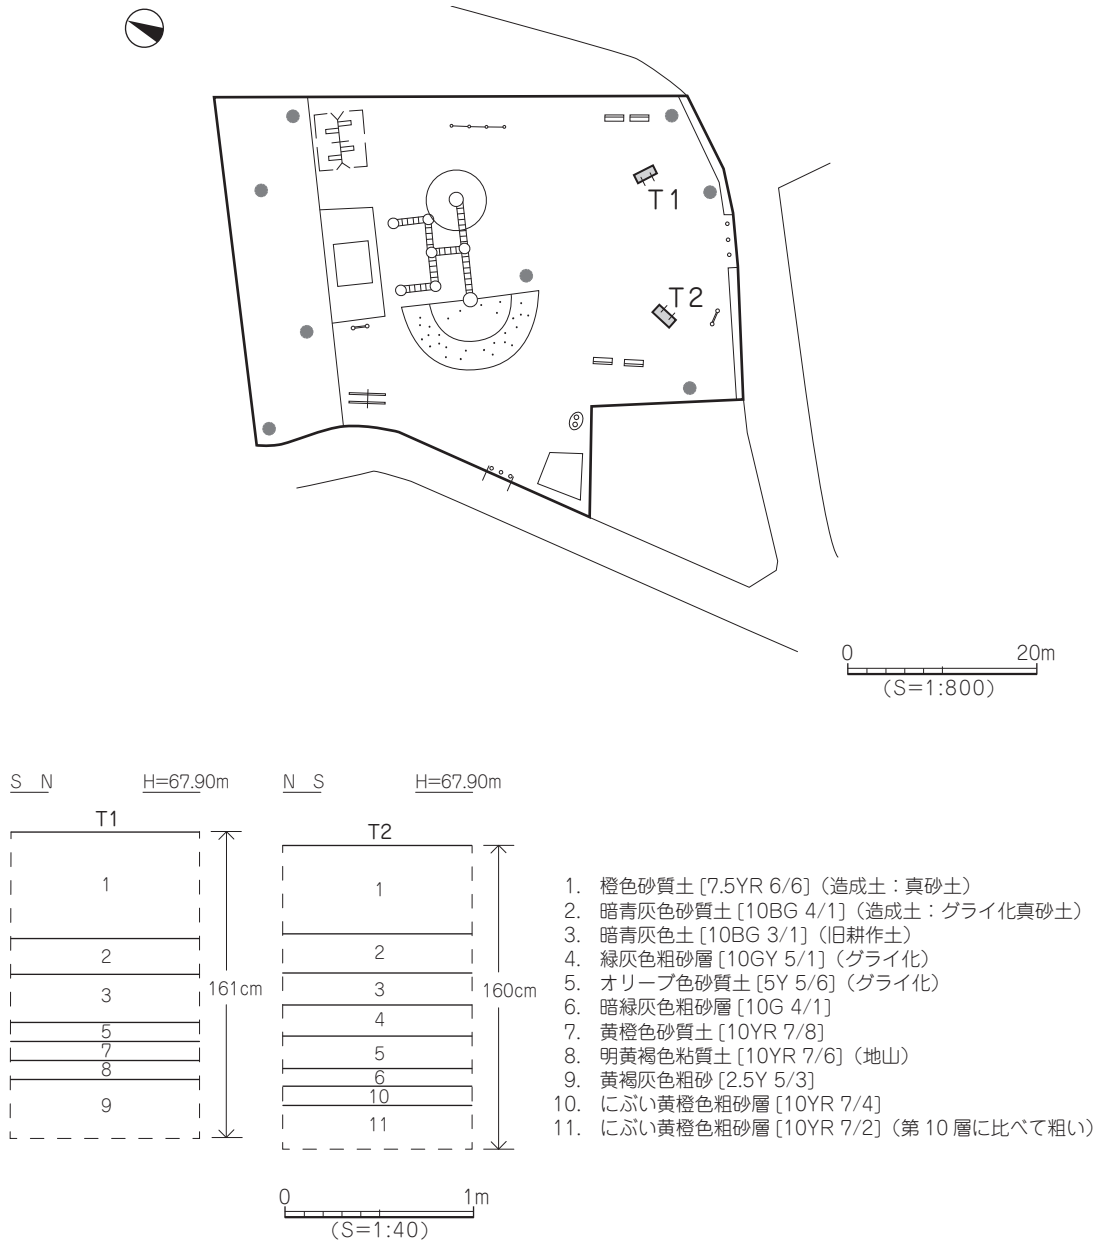 T1
T2
0 20m
(S=1:800)
S N H=67.90m
T1
1
2
3
5
7
8
9
161cm
N S H=67.90m
T2
1
2
3
4
5
6
10
11
160cm
0 1m
(S=1:40)
1. 橙色砂質土 [7.5YR 6/6]（造成土：真砂土）
2. 暗青灰色砂質土 [10BG 4/1]（造成土：グライ化真砂土）
3. 暗青灰色土 [10BG 3/1]（旧耕作土）
4. 緑灰色粗砂層 [10GY 5/1]（グライ化）
5. オリーブ色砂質土 [5Y 5/6]（グライ化）
6. 暗緑灰色粗砂層 [10G 4/1]
7. 黄橙色砂質土 [10YR 7/8]
8. 明黄褐色粘質土 [10YR 7/6]（地山）
9. 黄褐灰色粗砂 [2.5Y 5/3]
10. にぶい黄橙色粗砂層 [10YR 7/4]
11. にぶい黄橙色粗砂層 [10YR 7/2]（第 10 層に比べて粗い）